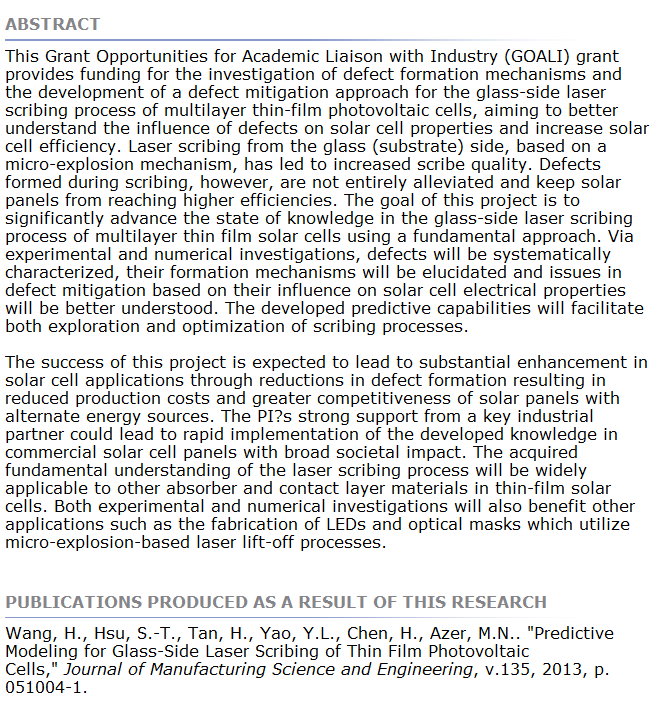 ABSTRACT
This Grant Opportunities for Academic Liaison with Industry (GOALI) grant
provides funding for the investigation of defect formation mechanisms and
the development of a defect mitigation approach for the glass-side laser
scribing process of multilayer thin-film photovoltaic cells, aiming to better
understand the influence of defects on solar cell properties and increase solar
cell efficiency. Laser scribing from the glass (substrate) side, based on a
micro-explosion mechanism, has led to increased scribe quality. Defects
formed during scribing, however, are not entirely alleviated and keep solar
panels from reaching higher efficiencies. The goal of this project is to
significantly advance the state of knowledge in the glass-side laser scribing
process of multilayer thin film solar cells using a fundamental approach. Via
experimental and numerical investigations, defects will be systematically
characterized, their formation mechanisms will be elucidated and issues in
defect mitigation based on their influence on solar cell electrical properties
will be better understood. The developed predictive capabilities will facilitate
both exploration and optimization of scribing processes.
The success of this project is expected to lead to substantial enhancement in
solar cell applications through reductions in defect formation resulting in
reduced production costs and greater competitiveness of solar panels with
alternate energy sources. The PI?s strong support from a key industrial
partner could lead to rapid implementation of the developed knowledge in
commercial solar cell panels with broad societal impact. The acquired
fundamental understanding of the laser scribing process will be widely
applicable to other absorber and contact layer materials in thin-film solar
cells. Both experimental and numerical investigations will also benefit other
applications such as the fabrication of LEDs and optical masks which utilize
micro-explosion-based laser lift-off processes.
PUBLICATIONS PRODUCED AS A RESULT OF THIS RESEARCH
Wang, H., Hsu, S.-T., Tan, H., Yao, Y.L., Chen, H., Azer, M.N.. "Predictive
Modeling for Glass-Side Laser Scribing of Thin Film Photovoltaic
Cells," Journal of Manufacturing Science and Engineering, v.135, 2013, p.
051004-1.